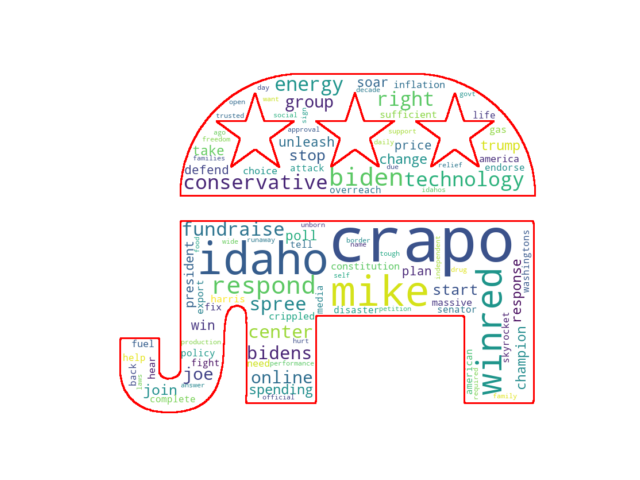 day energy soar decade inflation
open event group right govt
trusted social sign sufficient life
ago freedom approval support gas
take unleash daily price trump
families stop change america
defend choice attack due relief endorse
conservative biden technology
overreach idahos
fundraise unborn crapo
food wide runaway poll tell border name independent washingtons
idaho tough
president constitution plan drug
export respond self mike start response
harris media massive
fix spree disaster petition senator
win crippled winred skyrocket
production center hurt champion
fuel policy bidens
help hear fight need performance american
back joe online required
laws answer
join spending
complete official family